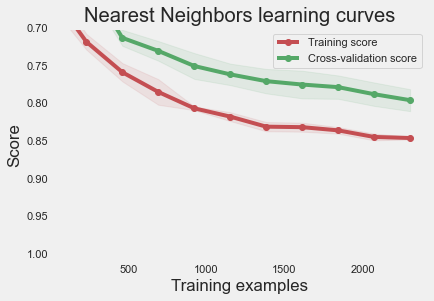 Nearest Neighbors learning curves
Training score
Cross-validation score
0.70
0.75
0.80
0.85
0.90
0.95
1.00
Score
500
1000
1500
2000
Training examples